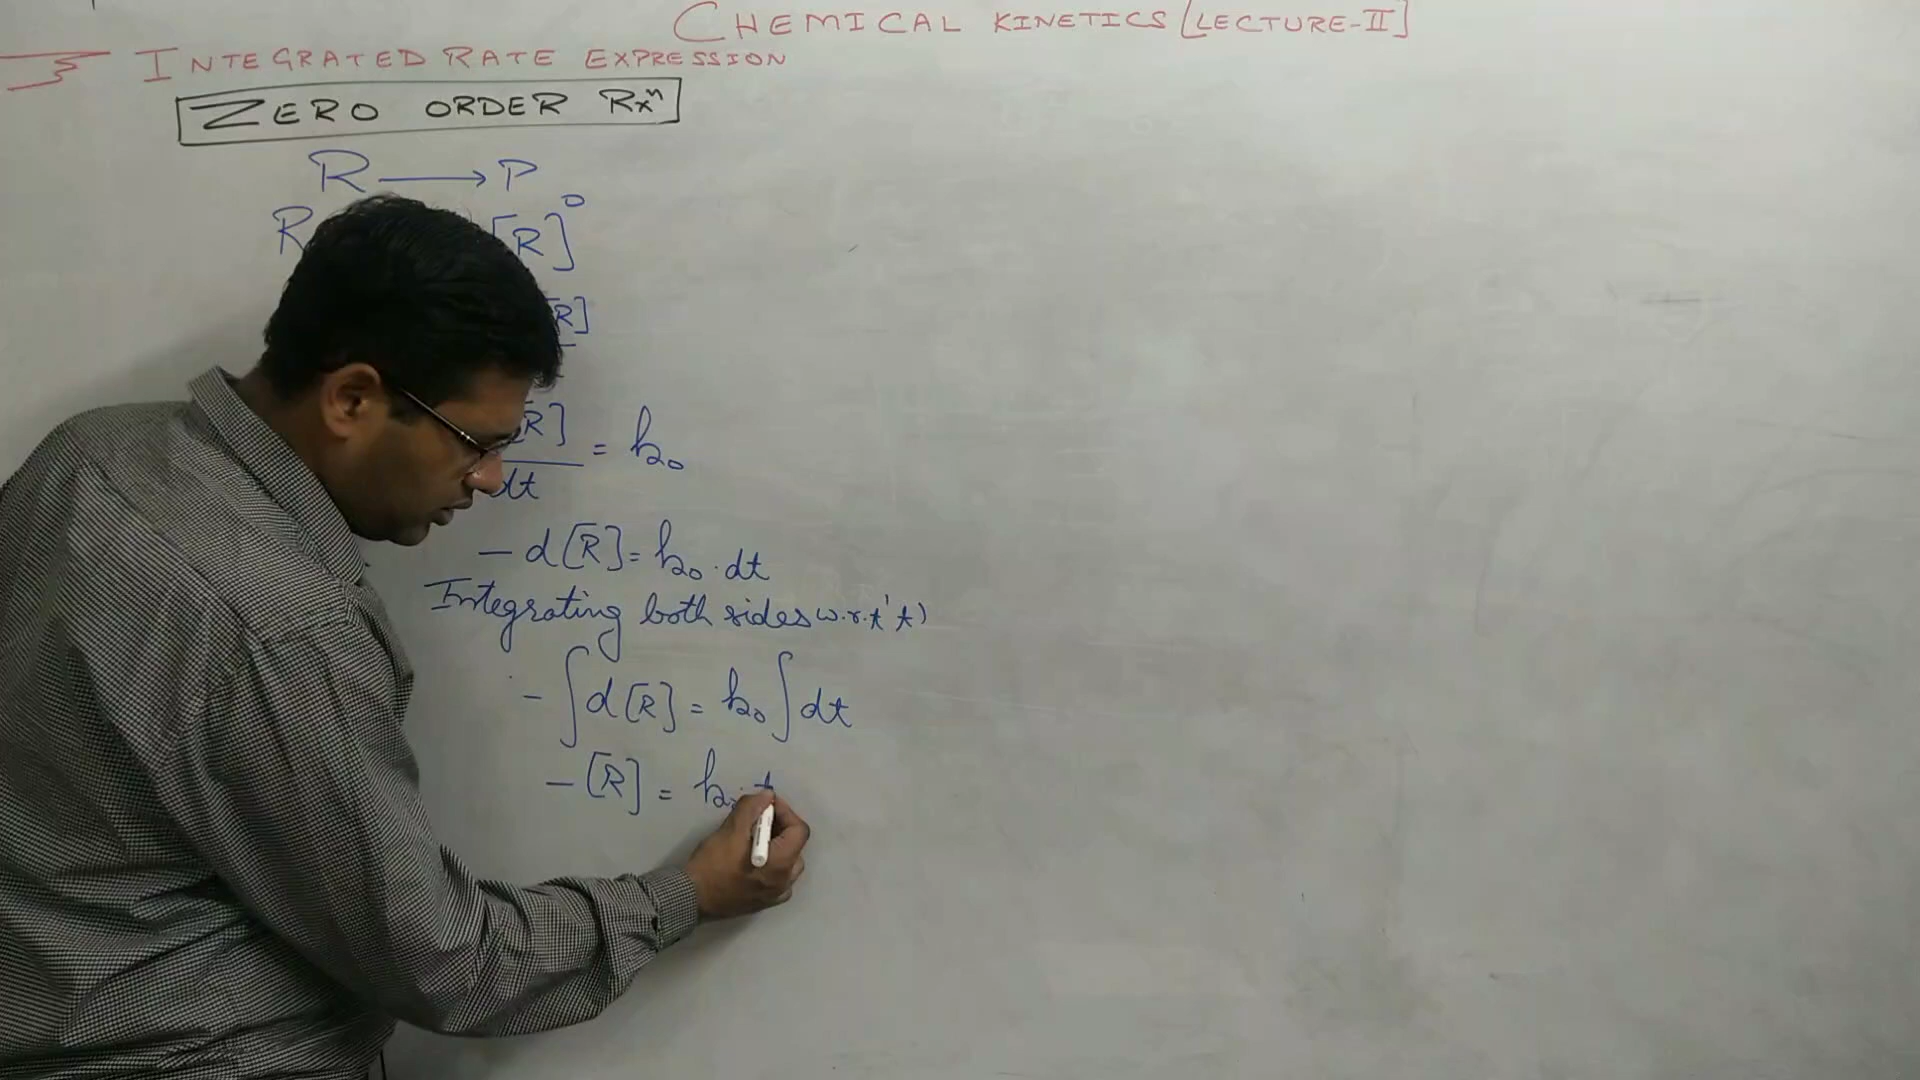 CHEMICAL KINETICS [LECTURE-II]
INTEGRATED RATE EXPRESSION
ZERO ORDER Rxⁿ
R ⟶ P
R [R]⁰
R]
R] = k₀
dt
- d[R] = k₀·dt
Integrating both sides w.r.t 't')
- ∫ d[R] = k₀ ∫ dt
- [R] = k₀·t